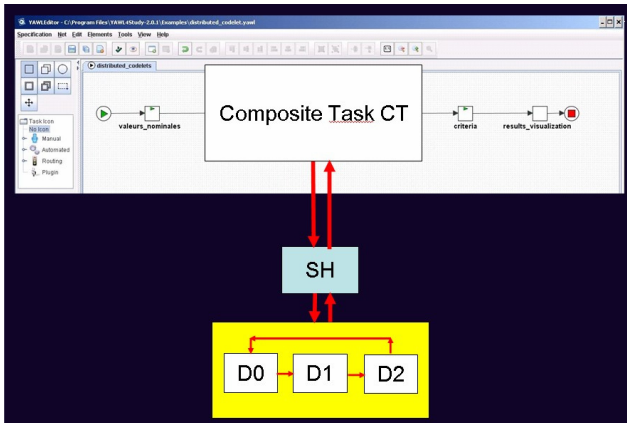 YAWLEditor - C:\Program Files\YAWL4Study-2.0.1\Examples\distributed_codelet.yawl
Specification Net Edit Elements Tools View Help
distributed_codelets
Composite Task CT
valeurs_nominales
criteria
results_visualization
Task Icon
No Icon
Manual
Automated
Routing
Plugin
SH
D0
D1
D2